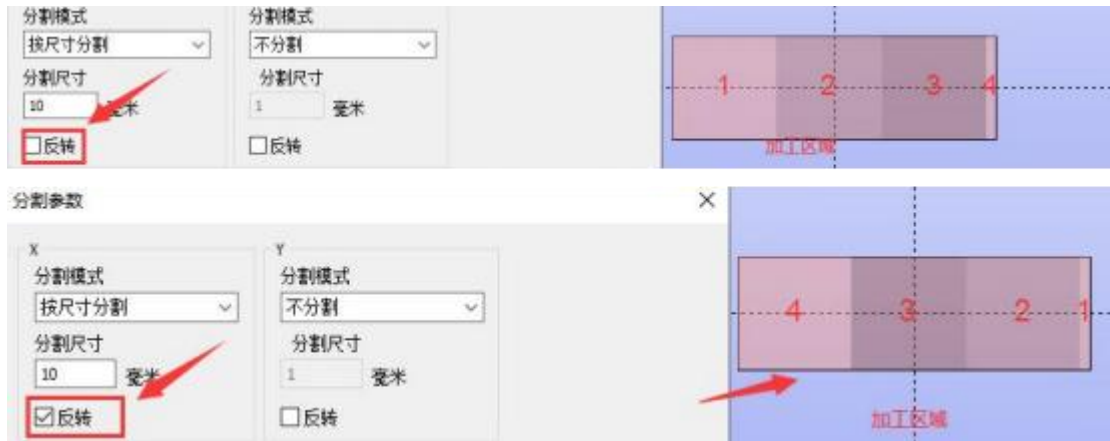 分割模式 分割模式
按尺寸分割 不分割
分割尺寸 分割尺寸
10 毫米 1 毫米
反转 反转
1 2 3 4
加工区域
分割参数
X Y
分割模式 分割模式
按尺寸分割 不分割
分割尺寸 分割尺寸
10 毫米 1 毫米
反转 反转
4 3 2 1
加工区域